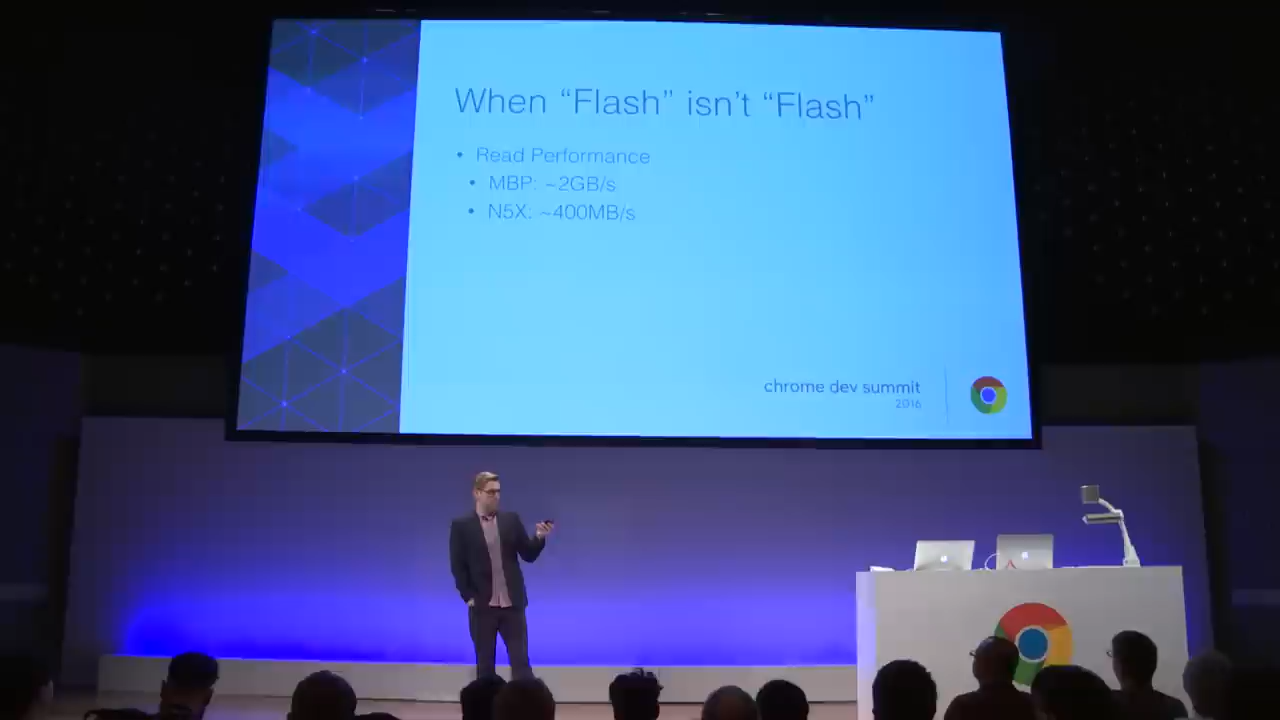 When “Flash” isn’t “Flash”
• Read Performance
• MBP: ~2GB/s
• N5X: ~400MB/s
chrome dev summit
2016